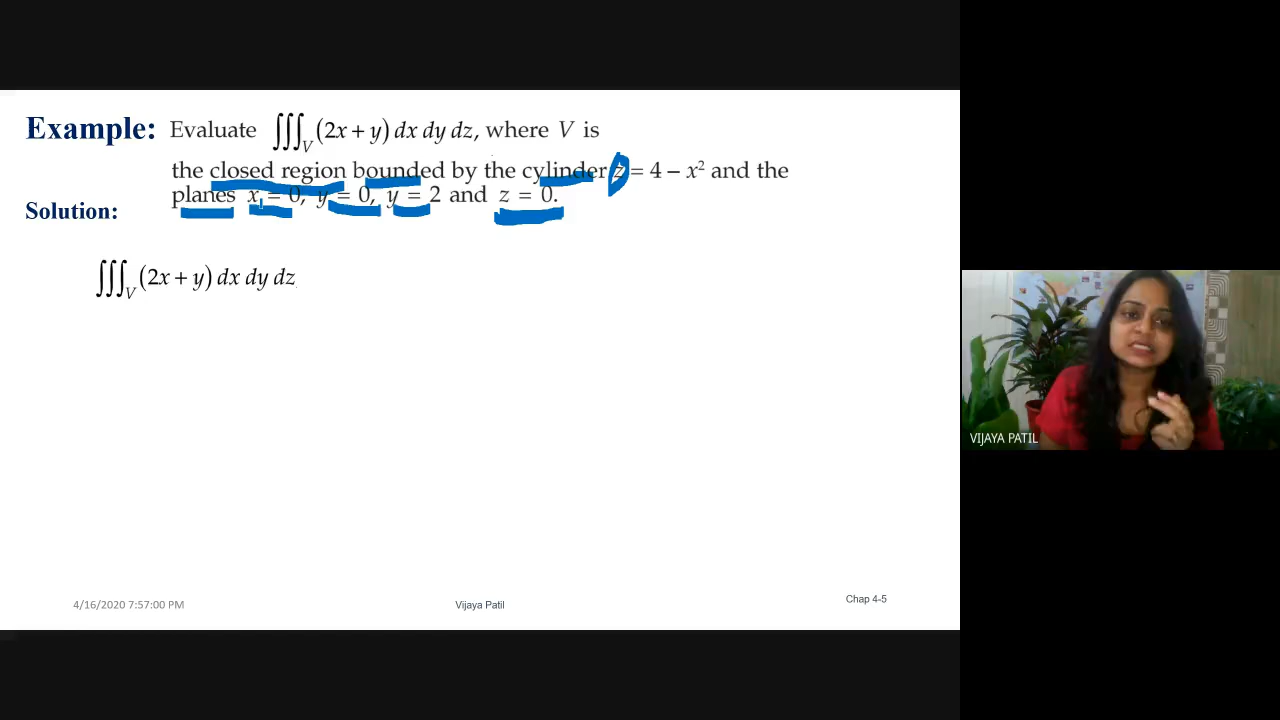 Example: Evaluate ∭_V (2x + y) dx dy dz, where V is
the closed region bounded by the cylinder z = 4 − x² and the
planes x = 0, y = 0, y = 2 and z = 0.
Solution:
∭_V (2x + y) dx dy dz
VIJAYA PATIL
4/16/2020 7:57:00 PM
Vijaya Patil
Chap 4-5